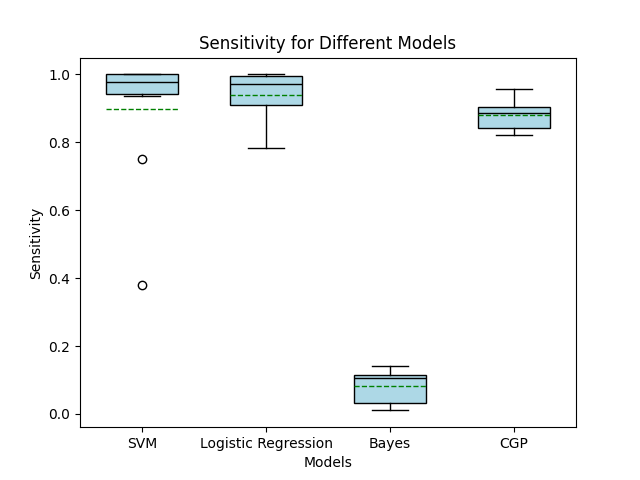 Sensitivity for Different Models
1.0
0.8
0.6
0.4
0.2
0.0
Sensitivity
SVM
Logistic Regression
Bayes
CGP
Models